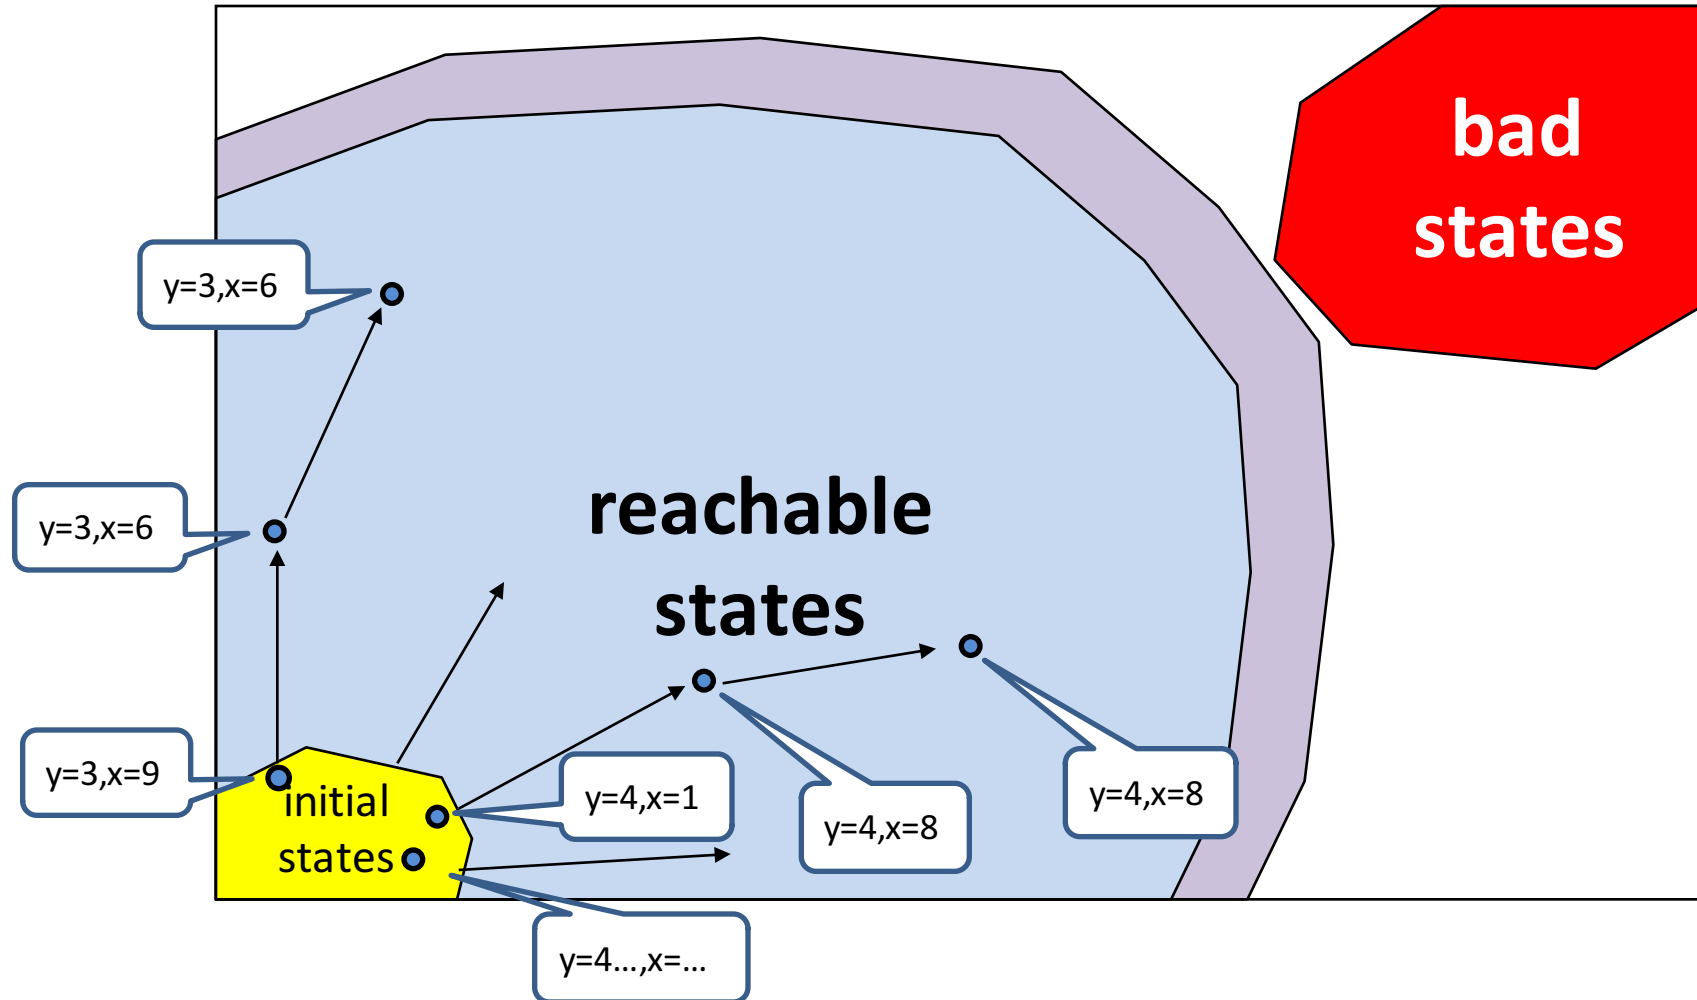 bad
states
y=3,x=6
reachable
states
y=3,x=6
y=3,x=9
initial
states
y=4,x=1
y=4,x=8
y=4,x=8
y=4...,x=...